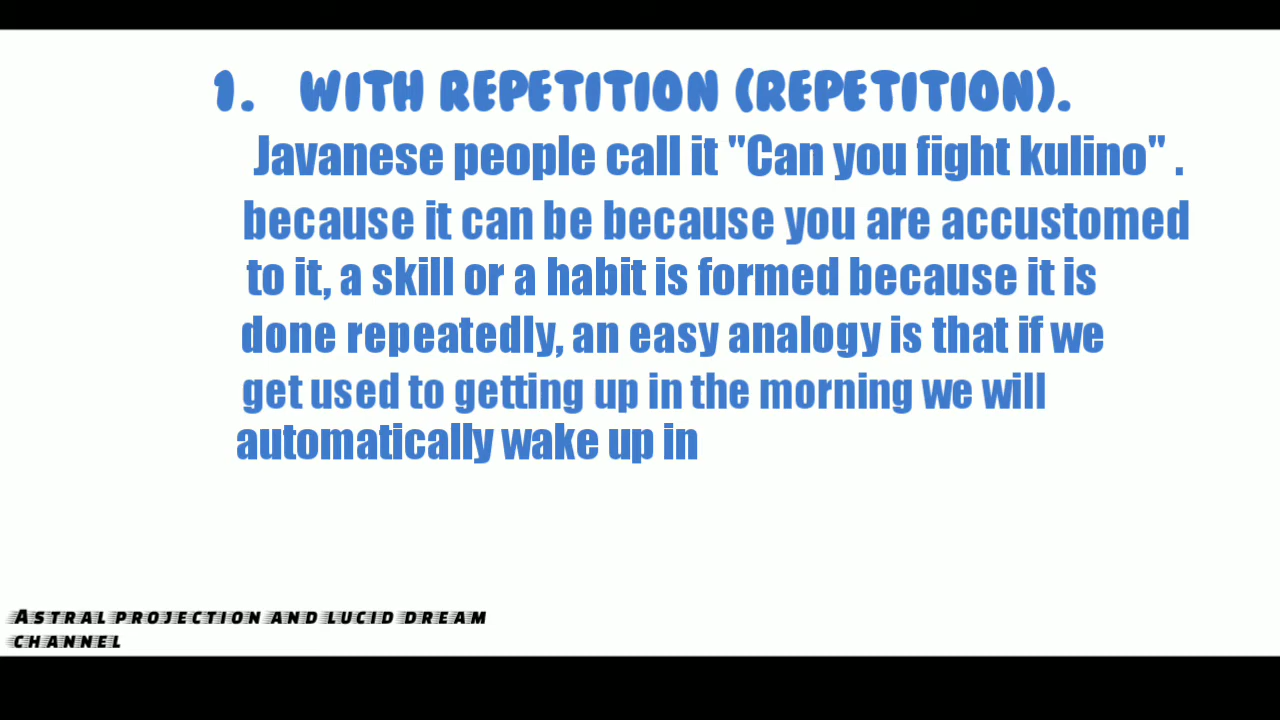 1. WITH REPETITION (REPETITION).
Javanese people call it "Can you fight kulino" .
because it can be because you are accustomed
to it, a skill or a habit is formed because it is
done repeatedly, an easy analogy is that if we
get used to getting up in the morning we will
automatically wake up in
ASTRAL PROJECTION AND LUCID DREAM
CHANNEL